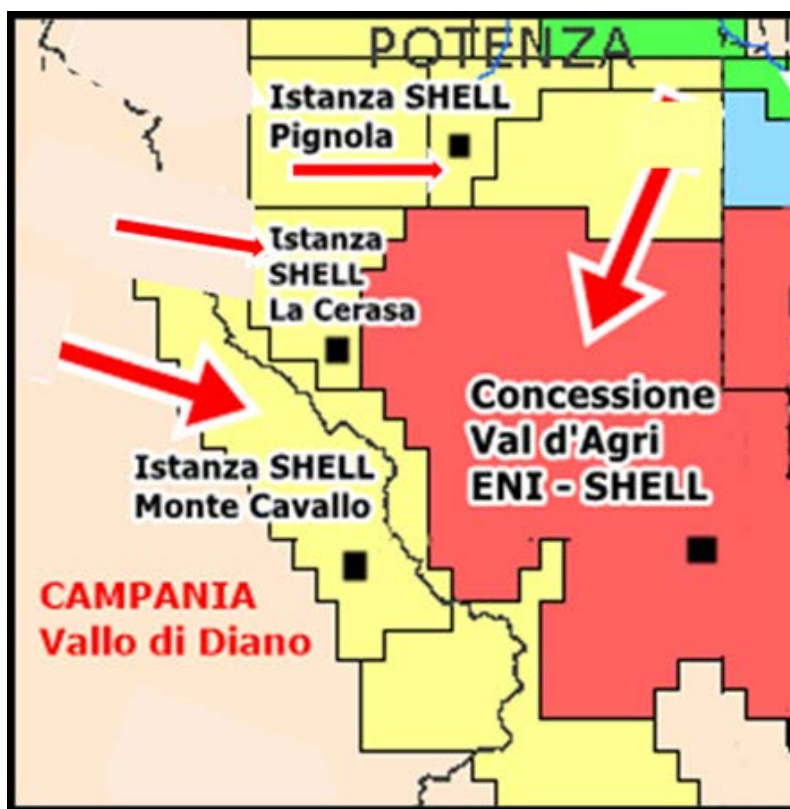 POTENZA
Istanza SHELL
Pignola
Istanza
SHELL
La Cerasa
Concessione
Val d'Agri
ENI - SHELL
Istanza SHELL
Monte Cavallo
CAMPANIA
Vallo di Diano